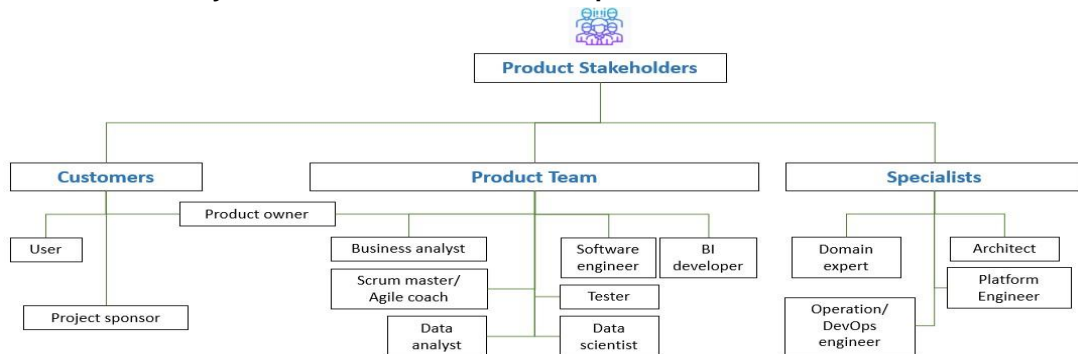 Product Stakeholders
Customers
Product Team
Specialists
Product owner
User
Business analyst
Software
engineer
BI
developer
Domain
expert
Architect
Scrum master/
Agile coach
Tester
Platform
Engineer
Project sponsor
Operation/
DevOps
engineer
Data
analyst
Data
scientist